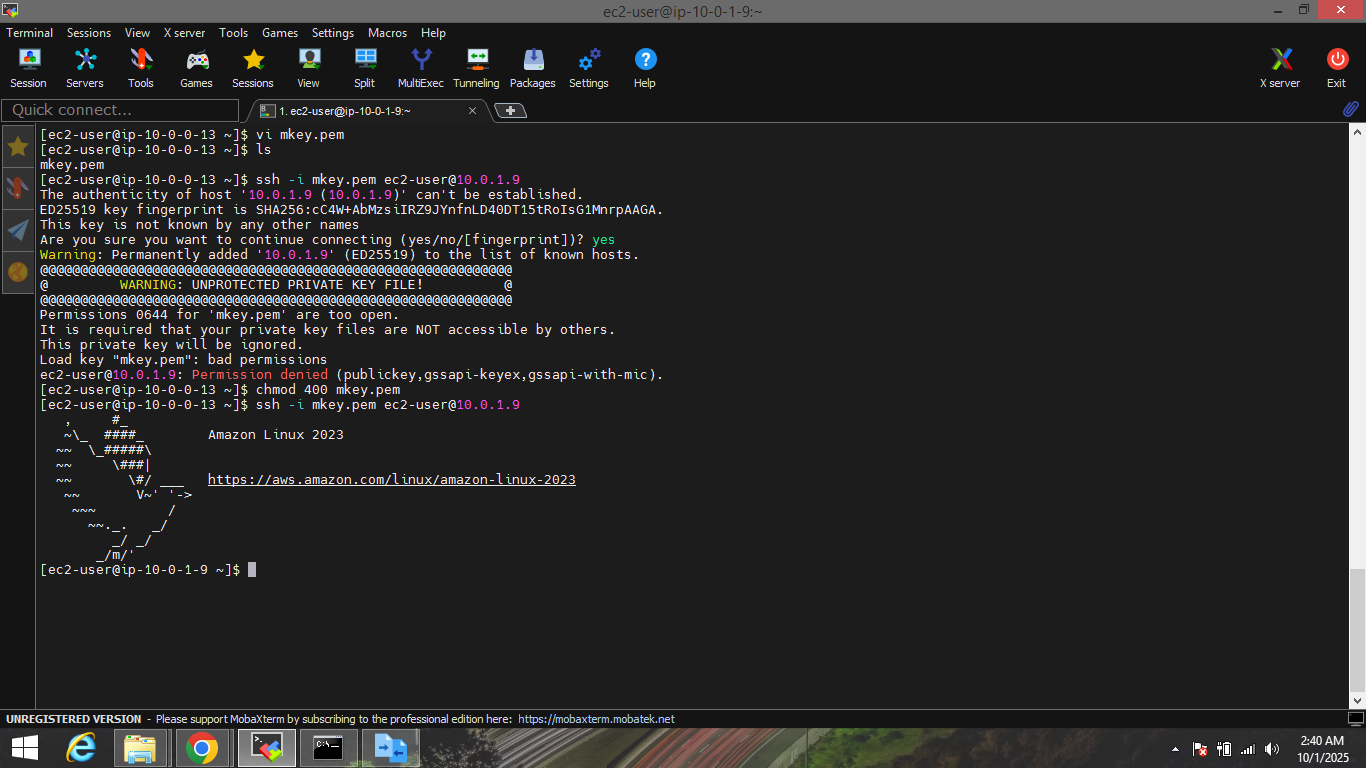 ec2-user@ip-10-0-1-9:~
Terminal Sessions View X server Tools Games Settings Macros Help
Session Servers Tools Games Sessions View Split MultiExec Tunneling Packages Settings Help X server Exit
Quick connect...
1. ec2-user@ip-10-0-1-9:~
[ec2-user@ip-10-0-0-13 ~]$ vi mkey.pem
[ec2-user@ip-10-0-0-13 ~]$ ls
mkey.pem
[ec2-user@ip-10-0-0-13 ~]$ ssh -i mkey.pem ec2-user@10.0.1.9
The authenticity of host '10.0.1.9 (10.0.1.9)' can't be established.
ED25519 key fingerprint is SHA256:cC4W+AbMzsiIRZ9JYnfnLD40DT15tRoIsG1MnrpAAGA.
This key is not known by any other names
Are you sure you want to continue connecting (yes/no/[fingerprint])? yes
Warning: Permanently added '10.0.1.9' (ED25519) to the list of known hosts.
@@@@@@@@@@@@@@@@@@@@@@@@@@@@@@@@@@@@@@@@@@@@@@@@@@@@@@@@@@@
@         WARNING: UNPROTECTED PRIVATE KEY FILE!          @
@@@@@@@@@@@@@@@@@@@@@@@@@@@@@@@@@@@@@@@@@@@@@@@@@@@@@@@@@@@
Permissions 0644 for 'mkey.pem' are too open.
It is required that your private key files are NOT accessible by others.
This private key will be ignored.
Load key "mkey.pem": bad permissions
ec2-user@10.0.1.9: Permission denied (publickey,gssapi-keyex,gssapi-with-mic).
[ec2-user@ip-10-0-0-13 ~]$ chmod 400 mkey.pem
[ec2-user@ip-10-0-0-13 ~]$ ssh -i mkey.pem ec2-user@10.0.1.9
   ,     #_
   ~\_  ####_        Amazon Linux 2023
  ~~  \_#####\
  ~~     \###|
  ~~       \#/ ___   https://aws.amazon.com/linux/amazon-linux-2023
   ~~       V~' '->
    ~~~         /
      ~~._.   _/
         _/ _/
       _/m/'
[ec2-user@ip-10-0-1-9 ~]$
UNREGISTERED VERSION - Please support MobaXterm by subscribing to the professional edition here: https://mobaxterm.mobatek.net
2:40 AM
10/1/2025